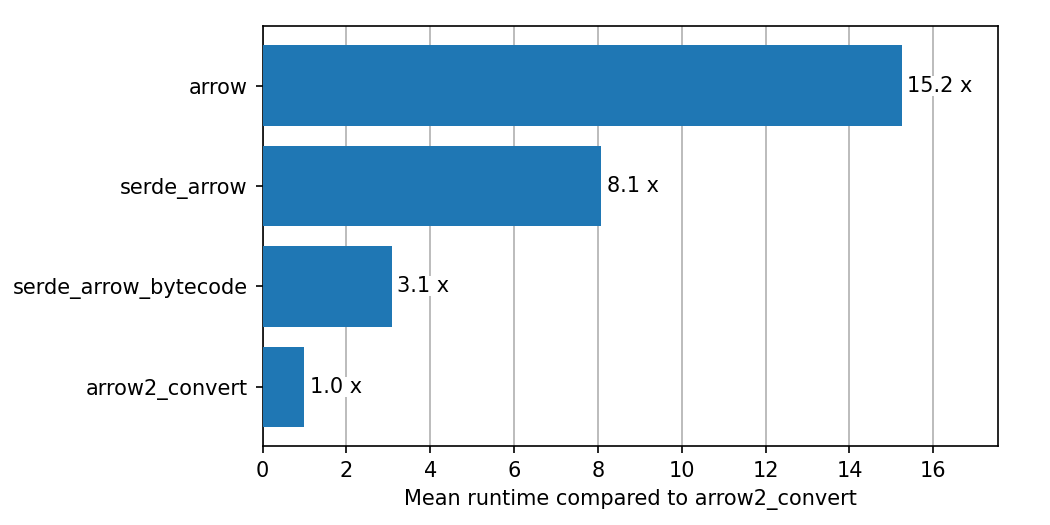 arrow
15.2 x
serde_arrow
8.1 x
serde_arrow_bytecode
3.1 x
arrow2_convert
1.0 x
0 2 4 6 8 10 12 14 16
Mean runtime compared to arrow2_convert